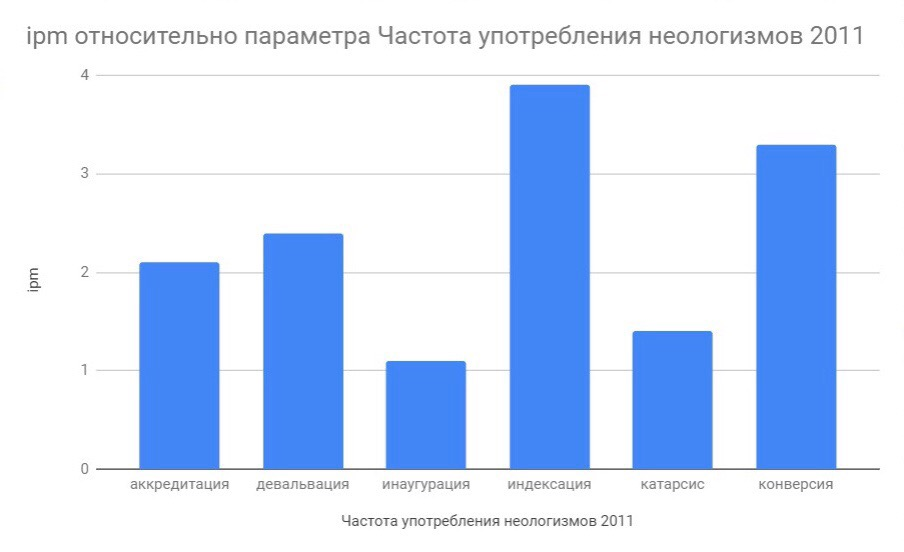 ipm относительно параметра Частота употребления неологизмов 2011
4
3
2
1
0
ipm
аккредитация девальвация инаугурация индексация катарсис конверсия
Частота употребления неологизмов 2011